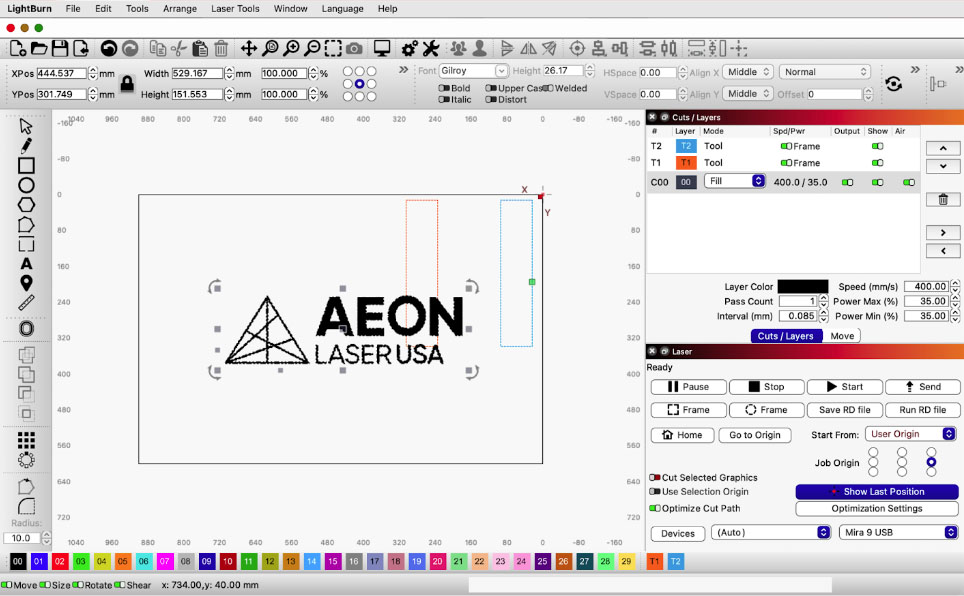 LightBurn File Edit Tools Arrange Laser Tools Window Language Help
XPos 444.537 mm Width 529.167 mm 100.000 %
YPos 301.749 mm Height 151.553 mm 100.000 %
Font Gilroy Height 26.17 HSpace 0.00 Align X Middle Normal
Bold Upper Case Welded
Italic Distort VSpace 0.00 Align Y Middle Offset 0
-160 1040 960 880 800 720 640 560 480 400 320 240 160 80 0 -80 -160 -160
-80 -80
0 0
80 80
160 160
240 240
320 320
400 400
480 480
560 560
640 640
720 720
1040 960 880 800 720 640 560 480 400 320 240 160 80 0 -80 -160
X
Y
AEON
LASER USA
Cuts / Layers
# Layer Mode Spd/Pwr Output Show Air
T2 T2 Tool Frame
T1 T1 Tool Frame
C00 00 Fill 400.0 / 35.0
Layer Color Speed (mm/s) 400.00
Pass Count 1 Power Max (%) 35.00
Interval (mm) 0.085 Power Min (%) 35.00
Cuts / Layers Move
Laser
Ready
Pause Stop Start Send
Frame Frame Save RD file Run RD file
Home Go to Origin Start From: User Origin
Job Origin
Cut Selected Graphics
Use Selection Origin Show Last Position
Optimize Cut Path Optimization Settings
Devices (Auto) Mira 9 USB
Radius:
10.0
00 01 02 03 04 05 06 07 08 09 10 11 12 13 14 15 16 17 18 19 20 21 22 23 24 25 26 27 28 29 T1 T2
Move Size Rotate Shear x: 734.00,y: 40.00 mm